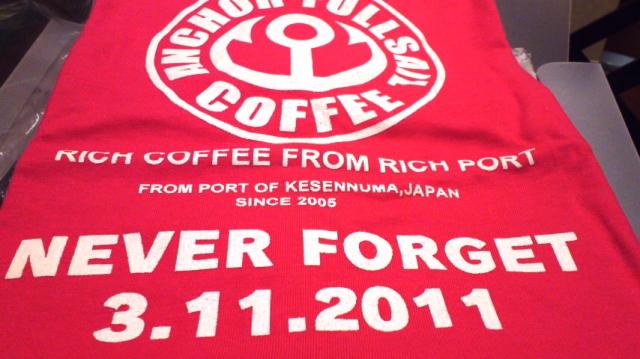 ANCHOR FULLSAIL
COFFEE
RICH COFFEE FROM RICH PORT
FROM PORT OF KESENNUMA,JAPAN
SINCE 2005
NEVER FORGET
3.11.2011